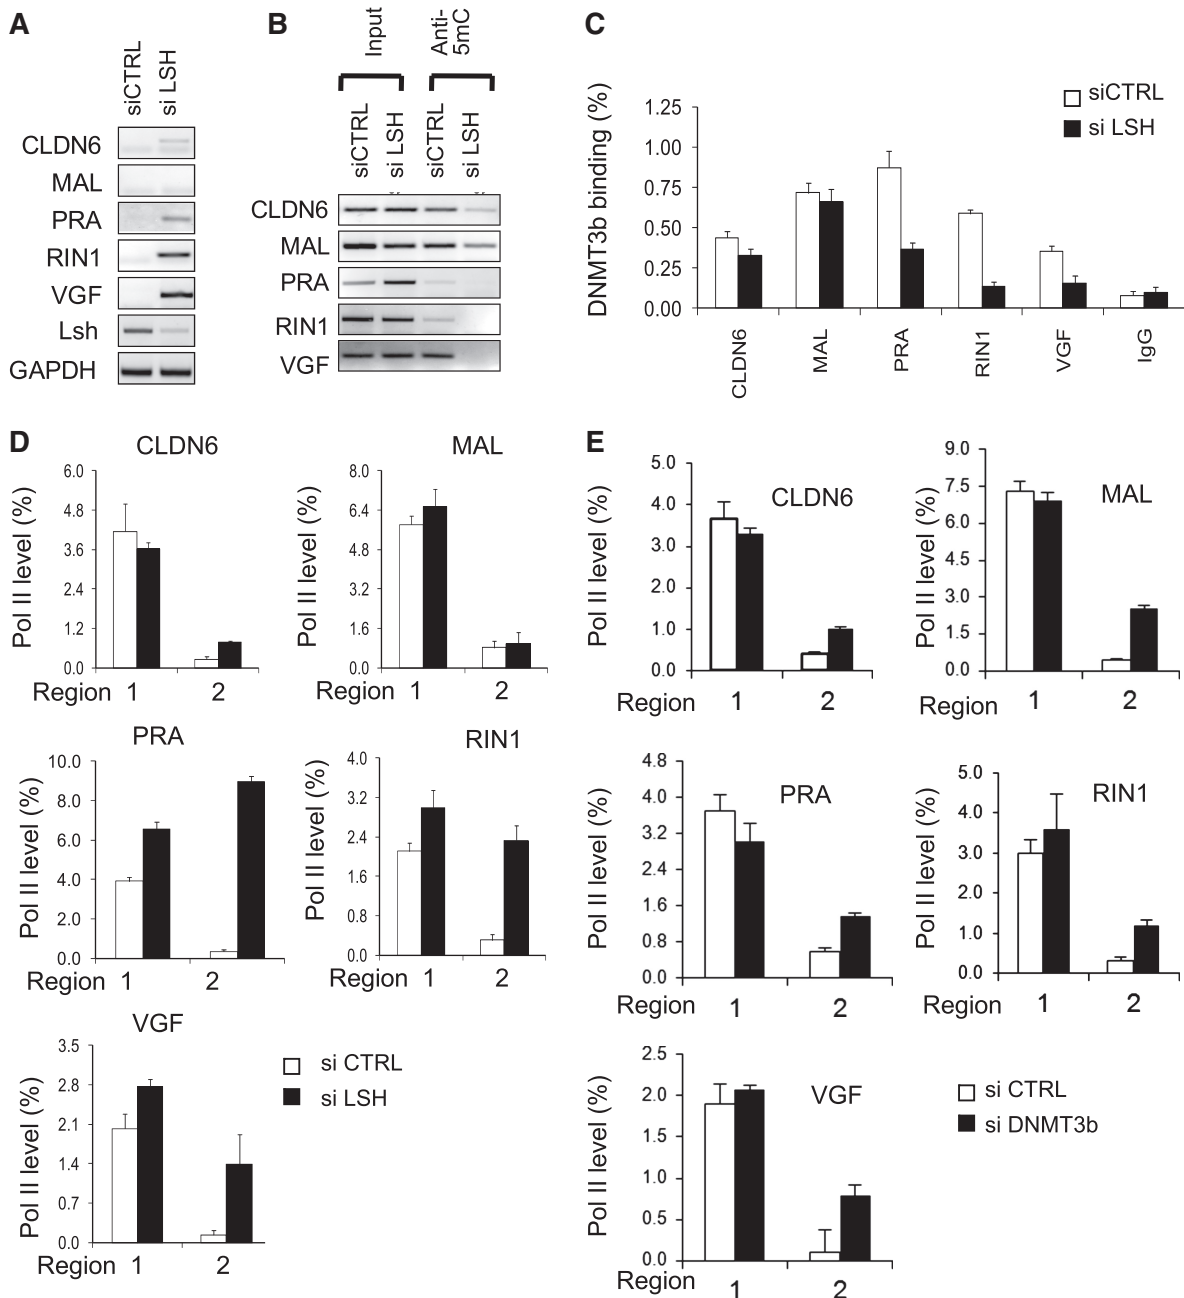 A
siCTRL
si LSH
CLDN6
MAL
PRA
RIN1
VGF
Lsh
GAPDH
B
Input
Anti-
5mC
siCTRL
si LSH
siCTRL
si LSH
CLDN6
MAL
PRA
RIN1
VGF
C
DNMT3b binding (%)
1.25
1.00
0.75
0.50
0.25
0.00
siCTRL
si LSH
CLDN6
MAL
PRA
RIN1
VGF
IgG
D
CLDN6
Pol II level (%)
6.0
4.8
3.6
2.4
1.2
0.0
Region 1 2
MAL
Pol II level (%)
8.0
6.4
4.8
3.2
1.6
0.0
Region 1 2
PRA
Pol II level (%)
10.0
8.0
6.0
4.0
2.0
0.0
Region 1 2
RIN1
Pol II level (%)
4.0
3.2
2.4
1.6
0.8
0.0
Region 1 2
VGF
Pol II level (%)
3.5
2.8
2.1
1.4
0.7
0.0
Region 1 2
si CTRL
si LSH
E
CLDN6
Pol II level (%)
5.0
4.0
3.0
2.0
1.0
0.0
Region 1 2
MAL
Pol II level (%)
9.0
7.5
6.0
4.5
3.0
1.5
0.0
Region 1 2
PRA
Pol II level (%)
4.8
4.0
3.2
2.4
1.6
0.8
0.0
Region 1 2
RIN1
Pol II level (%)
5.0
4.0
3.0
2.0
1.0
0.0
Region 1 2
VGF
Pol II level (%)
2.5
2.0
1.5
1.0
0.5
0.0
Region 1 2
si CTRL
si DNMT3b